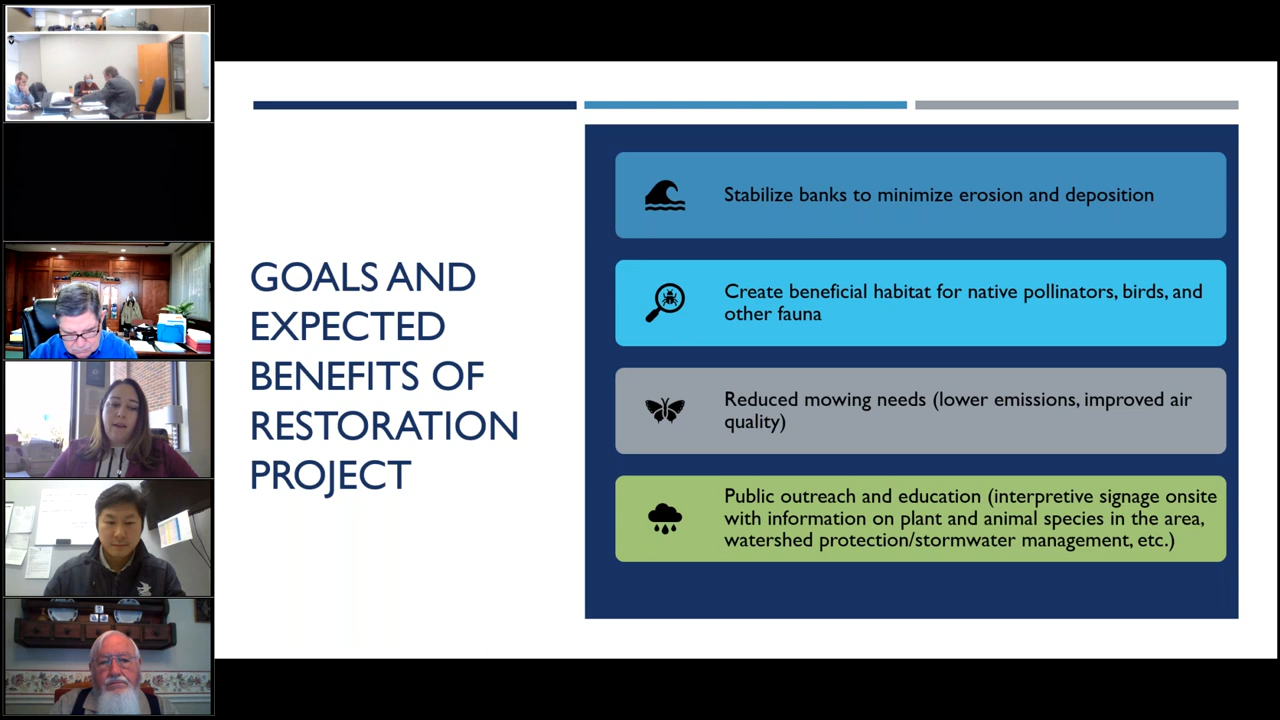 GOALS AND
EXPECTED
BENEFITS OF
RESTORATION
PROJECT
Stabilize banks to minimize erosion and deposition
Create beneficial habitat for native pollinators, birds, and
other fauna
Reduced mowing needs (lower emissions, improved air
quality)
Public outreach and education (interpretive signage onsite
with information on plant and animal species in the area,
watershed protection/stormwater management, etc.)